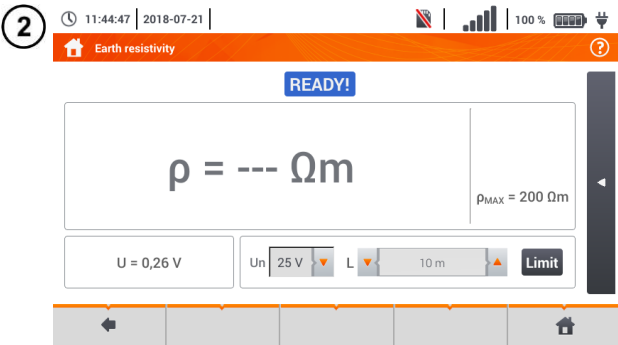 2
11:44:47 2018-07-21 100 %
Earth resistivity ?
READY!
ρ = --- Ωm
ρMAX = 200 Ωm
U = 0,26 V
Un 25 V L 10 m Limit